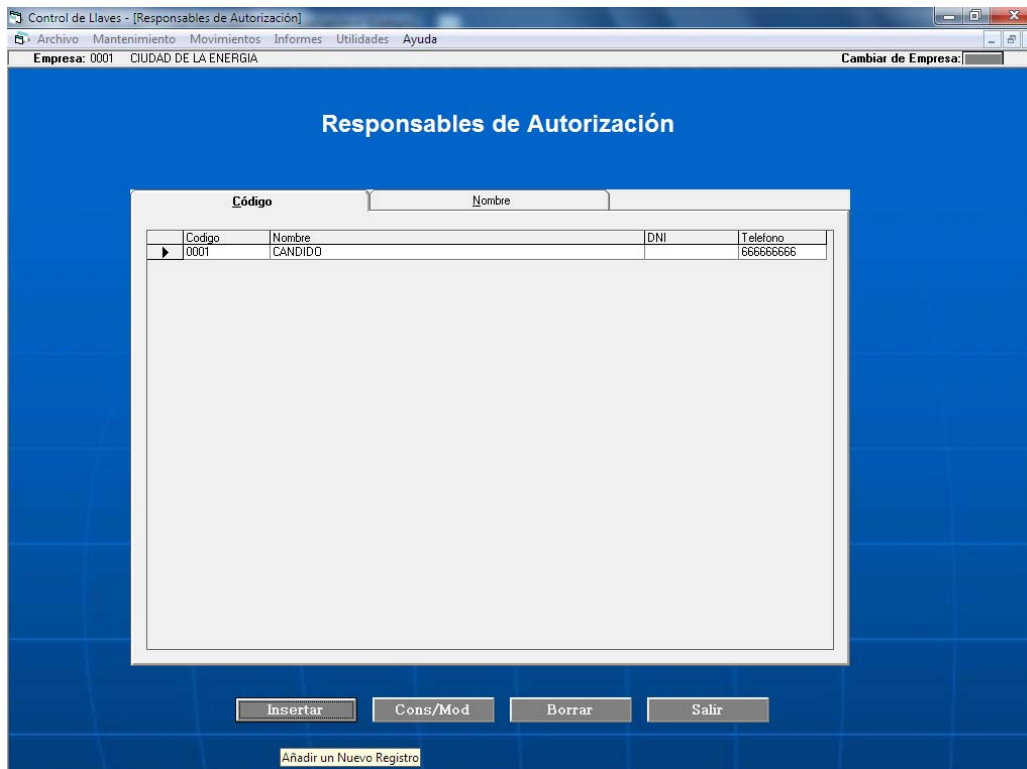 Control de Llaves - [Responsables de Autorización]
Archivo Mantenimiento Movimientos Informes Utilidades Ayuda
Empresa: 0001 CIUDAD DE LA ENERGIA Cambiar de Empresa:
Responsables de Autorización
Código Nombre
Codigo Nombre DNI Telefono
0001 CANDIDO 666666666
Insertar Cons/Mod Borrar Salir
Añadir un Nuevo Registro